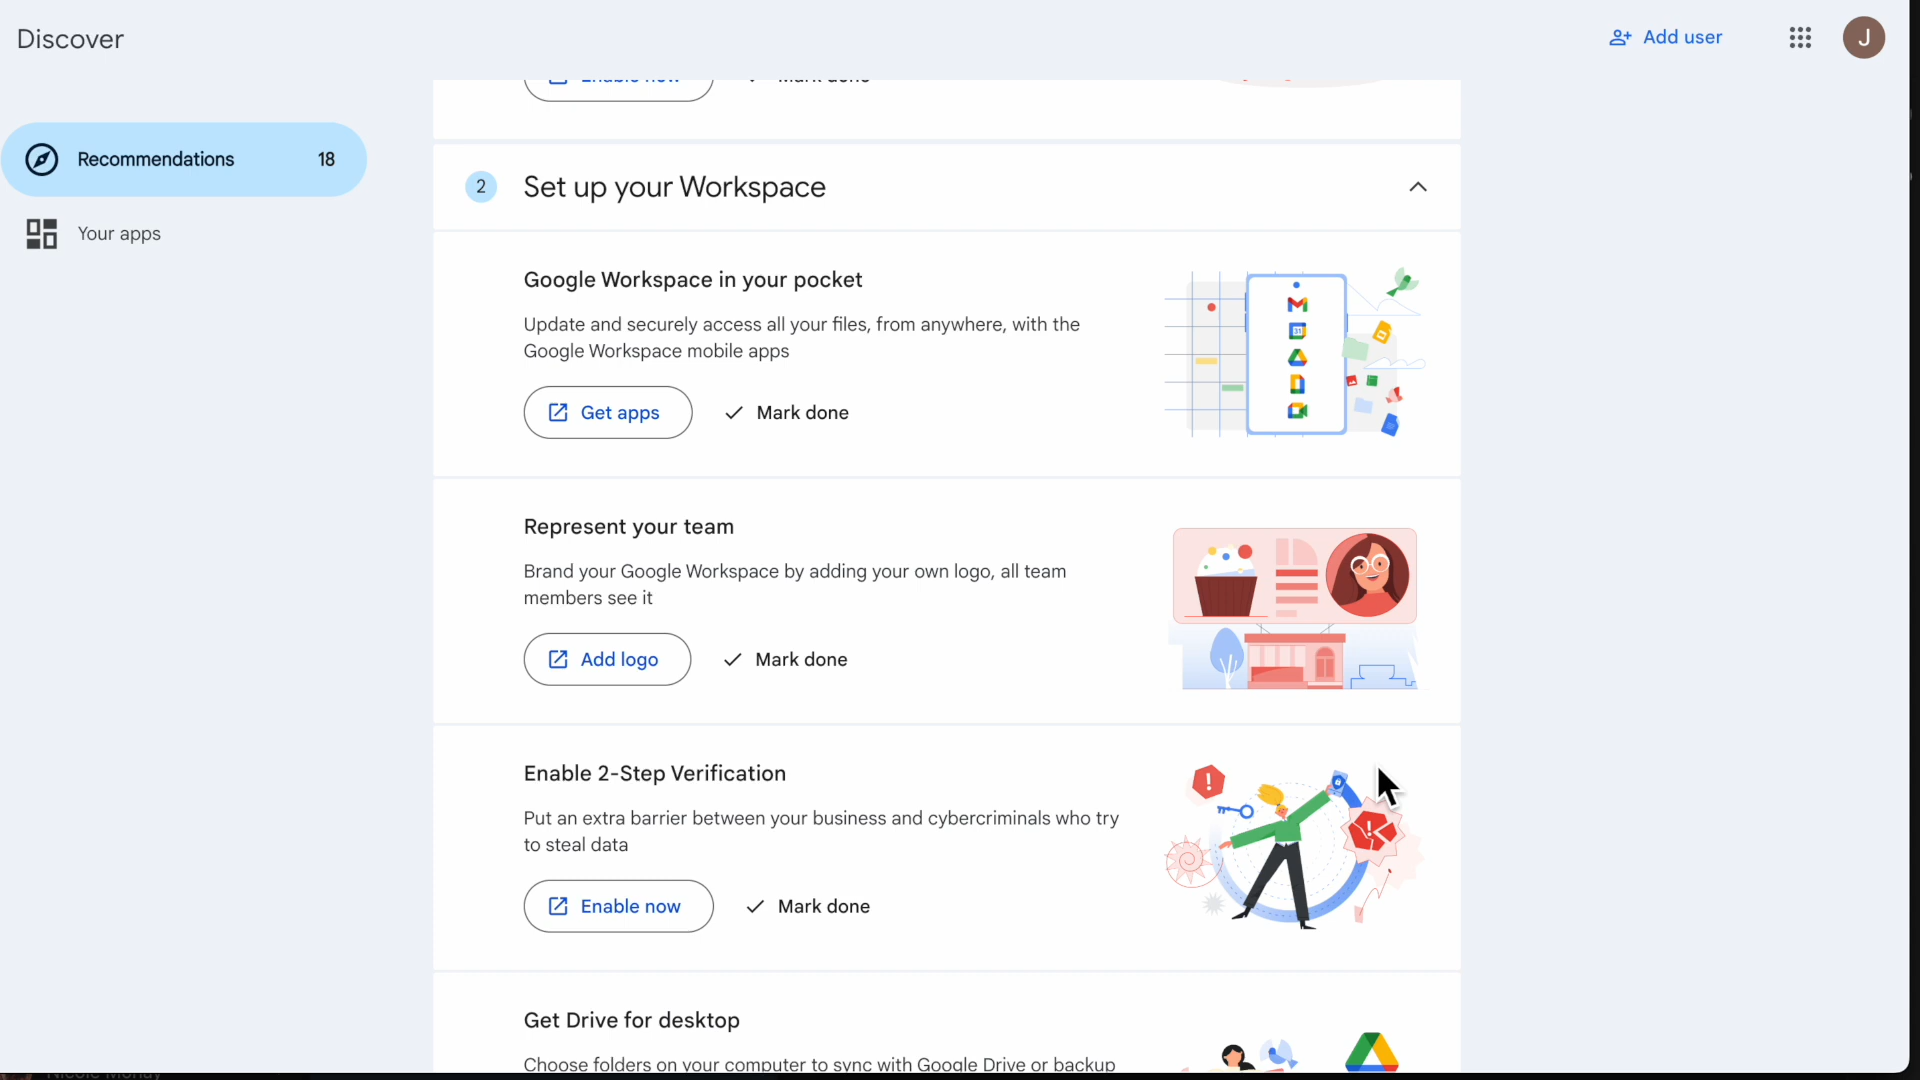 Discover
Add user
J
Recommendations 18
Your apps
Enable now Mark done
2 Set up your Workspace
Google Workspace in your pocket
Update and securely access all your files, from anywhere, with the
Google Workspace mobile apps
Get apps Mark done
31
Represent your team
Brand your Google Workspace by adding your own logo, all team
members see it
Add logo Mark done
Enable 2-Step Verification
Put an extra barrier between your business and cybercriminals who try
to steal data
Enable now Mark done
Get Drive for desktop
Choose folders on your computer to sync with Google Drive or backup